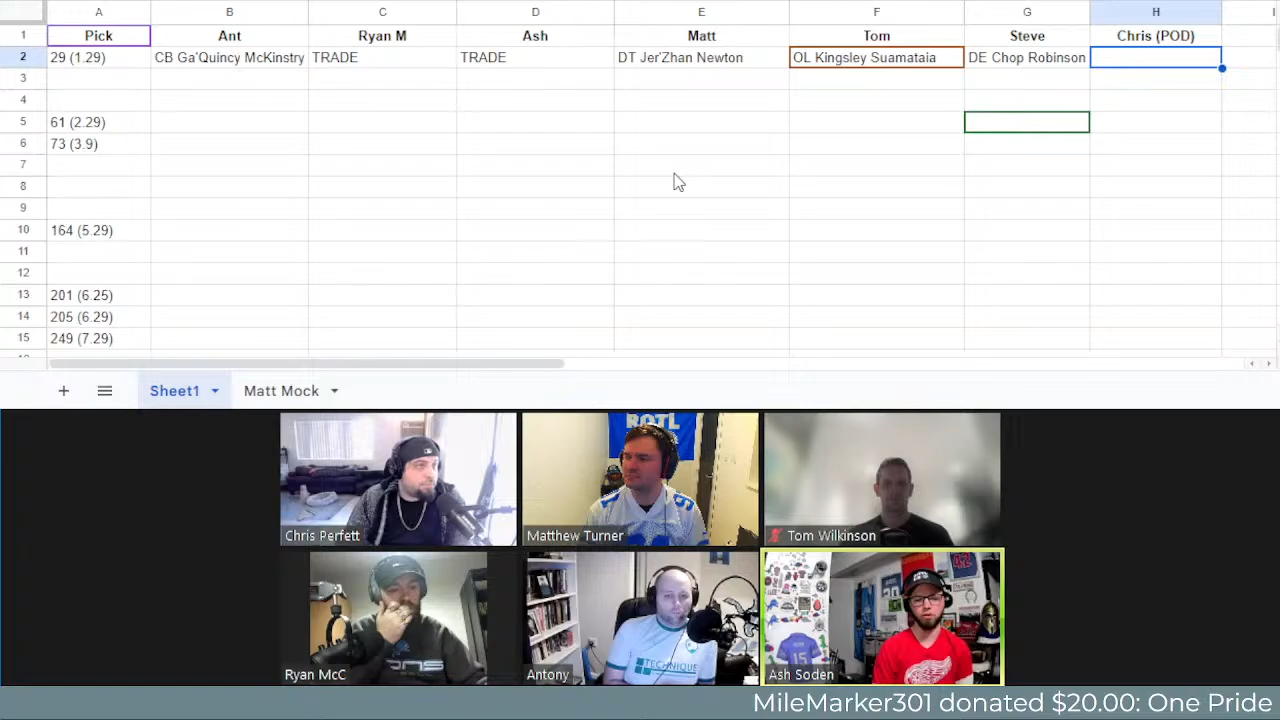 A B C D E F G H I
1 Pick Ant Ryan M Ash Matt Tom Steve Chris (POD)
2 29 (1.29) CB Ga'Quincy McKinstry TRADE TRADE DT Jer'Zhan Newton OL Kingsley Suamataia DE Chop Robinson
3
4
5 61 (2.29)
6 73 (3.9)
7
8
9
10 164 (5.29)
11
12
13 201 (6.25)
14 205 (6.29)
15 249 (7.29)
Sheet1 Matt Mock
ROTL
Chris Perfett Matthew Turner Tom Wilkinson
42
15
TECHNIQUE
Ryan McC Antony Ash Soden
MileMarker301 donated $20.00: One Pride